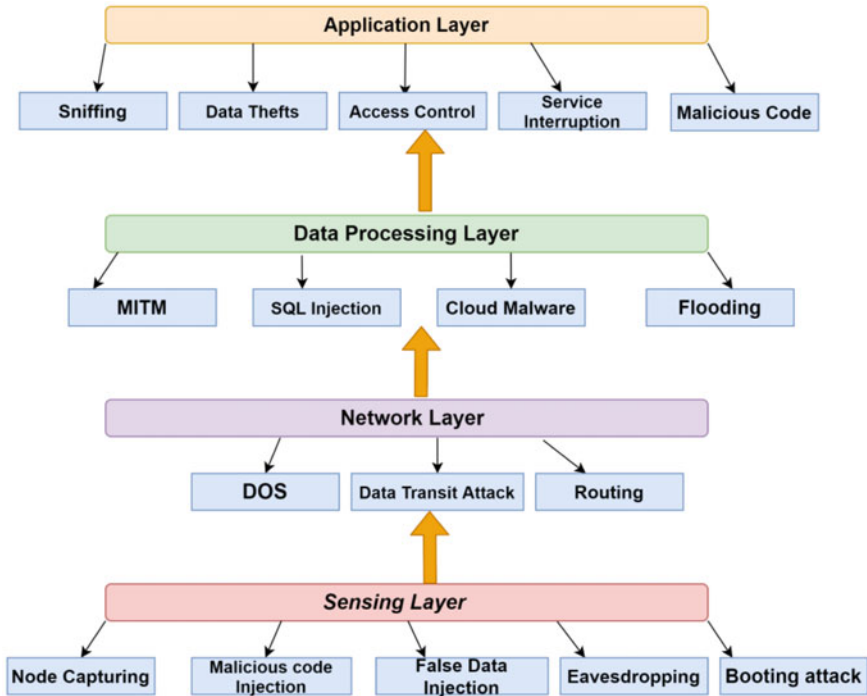 Application Layer
Sniffing
Data Thefts
Access Control
Service
Interruption
Malicious Code
Data Processing Layer
MITM
SQL Injection
Cloud Malware
Flooding
Network Layer
DOS
Data Transit Attack
Routing
Sensing Layer
Node Capturing
Malicious code
Injection
False Data
Injection
Eavesdropping
Booting attack